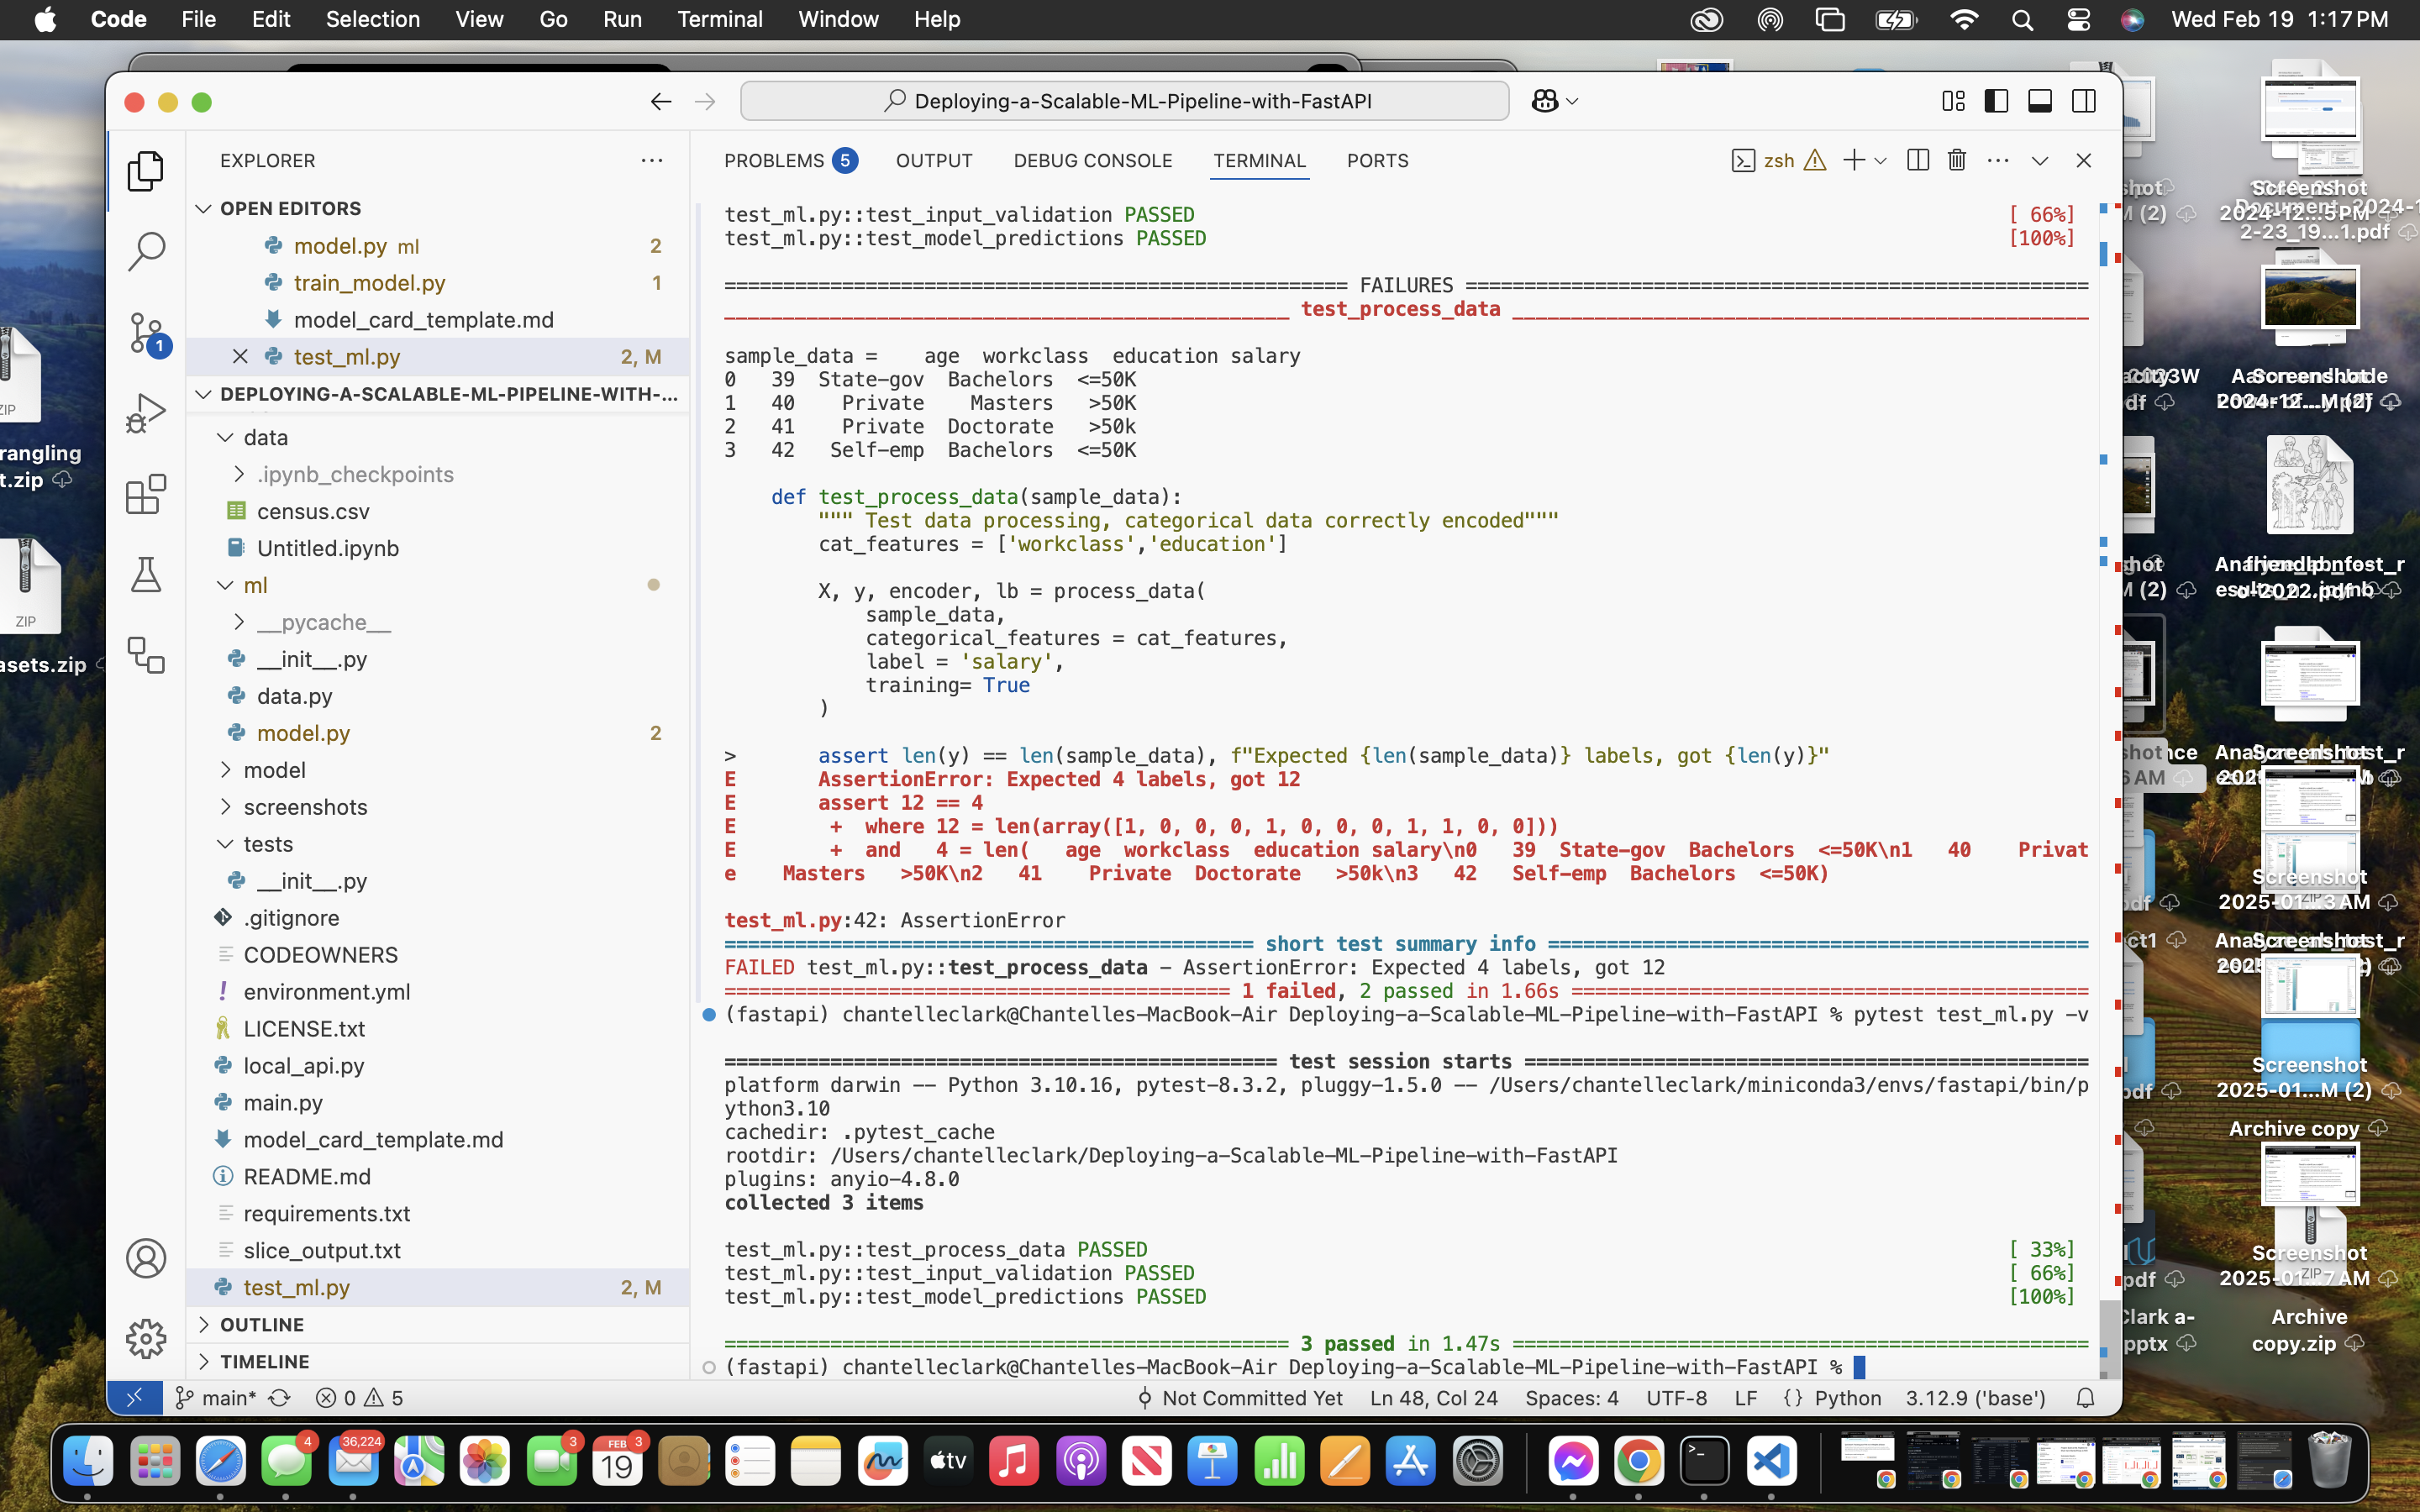 Code File Edit Selection View Go Run Terminal Window Help
Wed Feb 19 1:17 PM
Deploying-a-Scalable-ML-Pipeline-with-FastAPI
EXPLORER
OPEN EDITORS
model.py ml 2
train_model.py 1
model_card_template.md
test_ml.py 2, M
DEPLOYING-A-SCALABLE-ML-PIPELINE-WITH-...
data
.ipynb_checkpoints
census.csv
Untitled.ipynb
ml
__pycache__
__init__.py
data.py
model.py 2
model
screenshots
tests
__init__.py
.gitignore
CODEOWNERS
environment.yml
LICENSE.txt
local_api.py
main.py
model_card_template.md
README.md
requirements.txt
slice_output.txt
test_ml.py 2, M
OUTLINE
TIMELINE
1
PROBLEMS 5 OUTPUT DEBUG CONSOLE TERMINAL PORTS
zsh
test_ml.py::test_input_validation PASSED [ 66%]
test_ml.py::test_model_predictions PASSED [100%]
=============== FAILURES ===============
_______________ test_process_data _______________
sample_data =    age  workclass  education salary
0   39  State-gov  Bachelors  <=50K
1   40    Private    Masters   >50K
2   41    Private  Doctorate   >50k
3   42   Self-emp  Bachelors  <=50K
def test_process_data(sample_data):
""" Test data processing, categorical data correctly encoded"""
cat_features = ['workclass','education']
X, y, encoder, lb = process_data(
sample_data,
categorical_features = cat_features,
label = 'salary',
training= True
)
>       assert len(y) == len(sample_data), f"Expected {len(sample_data)} labels, got {len(y)}"
E       AssertionError: Expected 4 labels, got 12
E       assert 12 == 4
E        +  where 12 = len(array([1, 0, 0, 0, 1, 0, 0, 0, 1, 1, 0, 0]))
E        +  and   4 = len(   age  workclass  education salary\n0   39  State-gov  Bachelors  <=50K\n1   40    Privat
e    Masters   >50K\n2   41    Private  Doctorate   >50k\n3   42   Self-emp  Bachelors  <=50K)
test_ml.py:42: AssertionError
=============== short test summary info ===============
FAILED test_ml.py::test_process_data - AssertionError: Expected 4 labels, got 12
=============== 1 failed, 2 passed in 1.66s ===============
(fastapi) chantelleclark@Chantelles-MacBook-Air Deploying-a-Scalable-ML-Pipeline-with-FastAPI % pytest test_ml.py -v
=============== test session starts ===============
platform darwin -- Python 3.10.16, pytest-8.3.2, pluggy-1.5.0 -- /Users/chantelleclark/miniconda3/envs/fastapi/bin/p
ython3.10
cachedir: .pytest_cache
rootdir: /Users/chantelleclark/Deploying-a-Scalable-ML-Pipeline-with-FastAPI
plugins: anyio-4.8.0
collected 3 items
test_ml.py::test_process_data PASSED [ 33%]
test_ml.py::test_input_validation PASSED [ 66%]
test_ml.py::test_model_predictions PASSED [100%]
=============== 3 passed in 1.47s ===============
(fastapi) chantelleclark@Chantelles-MacBook-Air Deploying-a-Scalable-ML-Pipeline-with-FastAPI %
main* 0 5 Not Committed Yet Ln 48, Col 24 Spaces: 4 UTF-8 LF {} Python 3.12.9 ('base')
ZIP
rangling
t.zip
ZIP
asets.zip
Screenshot
Screenshot
2025-01...3 AM
Screenshot
2025-01...M (2)
Archive copy
Screenshot
2025-01...7 AM
Archive
copy.zip
Clark a-
pptx
4
36,224
3
FEB 3
19
tv